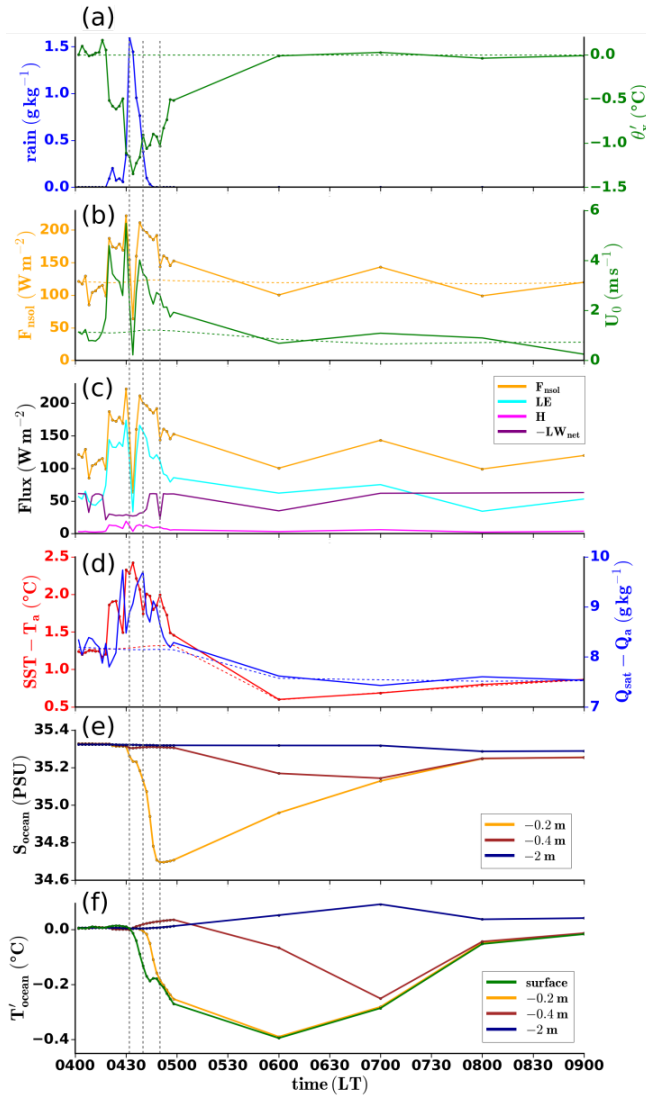 (a)
rain (g kg⁻¹)
1.5
1.0
0.5
0.0
0.0
−0.5
−1.0
−1.5
θ′ᵥ (°C)
(b)
F_nsol (W m⁻²)
200
150
100
50
0
6
4
2
0
U₀ (m s⁻¹)
(c)
Flux (W m⁻²)
200
150
100
50
0
F_nsol
LE
H
−LW_net
(d)
SST − T_a (°C)
2.5
2.0
1.5
1.0
0.5
10
9
8
7
Q_sat − Q_a (g kg⁻¹)
(e)
S_ocean (PSU)
35.4
35.2
35.0
34.8
34.6
−0.2 m
−0.4 m
−2 m
(f)
T′_ocean (°C)
0.0
−0.2
−0.4
surface
−0.2 m
−0.4 m
−2 m
0400 0430 0500 0530 0600 0630 0700 0730 0800 0830 0900
time (LT)